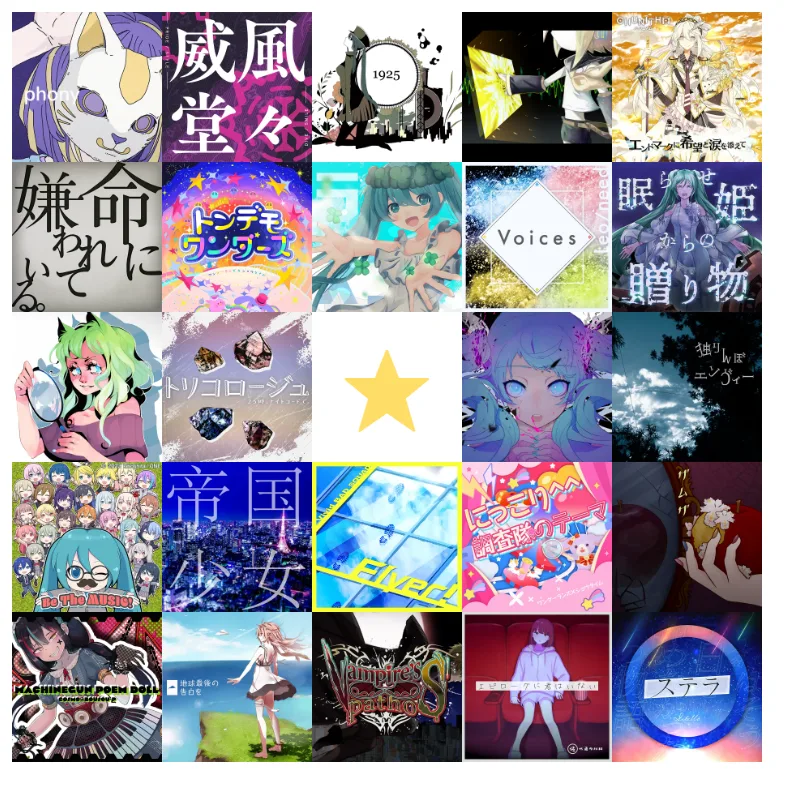 phony
威風
堂々
1925
CHUNITHM
エンドマークに希望と涙を添えて
命に
嫌われて
いる。
トンデモ
ワンダーズ
Voices
眠らせ姫
からの
贈り物
トリコロージュ
独りんぼ
エンヴィー
Be The MUSIC!
帝国
少女
Flyer!
にっこり^^
調査隊のテーマ
ザムザ
MACHINEGUN POEM DOLL
地球最後の
告白を
Vampire's
pathoS
エピローグに君はいない
ステラ